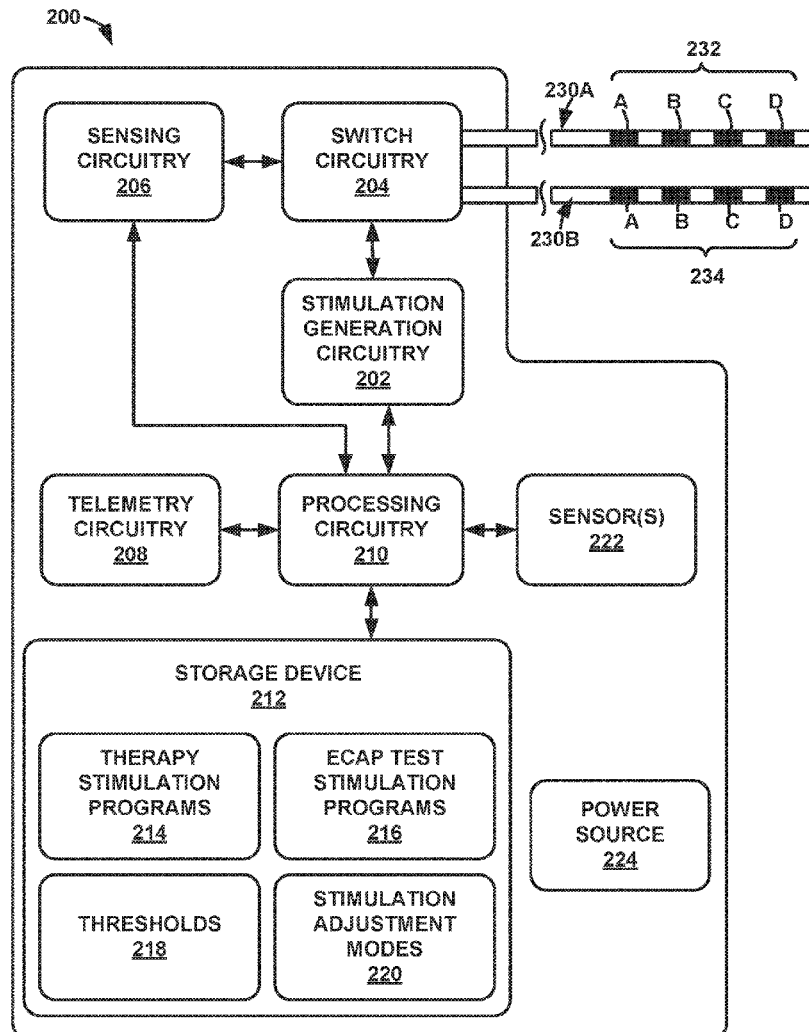 200
232
230A
A B C D
SENSING
CIRCUITRY
206
SWITCH
CIRCUITRY
204
A B C D
230B
234
STIMULATION
GENERATION
CIRCUITRY
202
TELEMETRY
CIRCUITRY
208
PROCESSING
CIRCUITRY
210
SENSOR(S)
222
STORAGE DEVICE
212
THERAPY
STIMULATION
PROGRAMS
214
ECAP TEST
STIMULATION
PROGRAMS
216
POWER
SOURCE
224
THRESHOLDS
218
STIMULATION
ADJUSTMENT
MODES
220